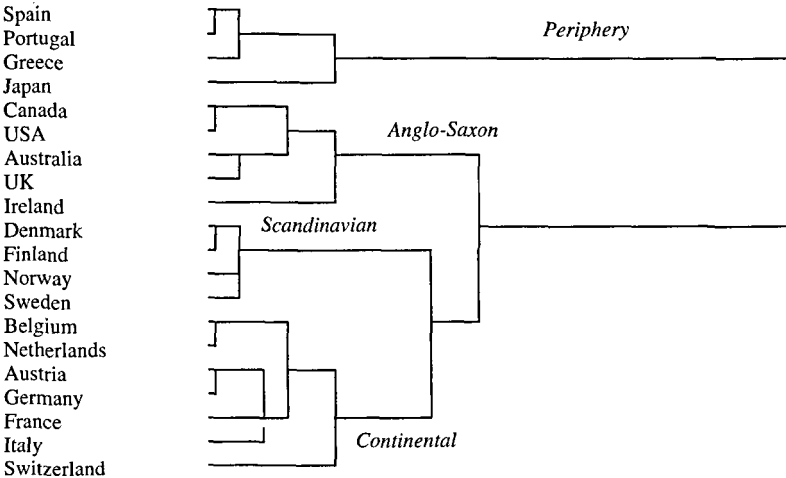 Spain
Periphery
Portugal
Greece
Japan
Canada
Anglo-Saxon
USA
Australia
UK
Ireland
Scandinavian
Denmark
Finland
Norway
Sweden
Belgium
Netherlands
Austria
Germany
France
Continental
Italy
Switzerland